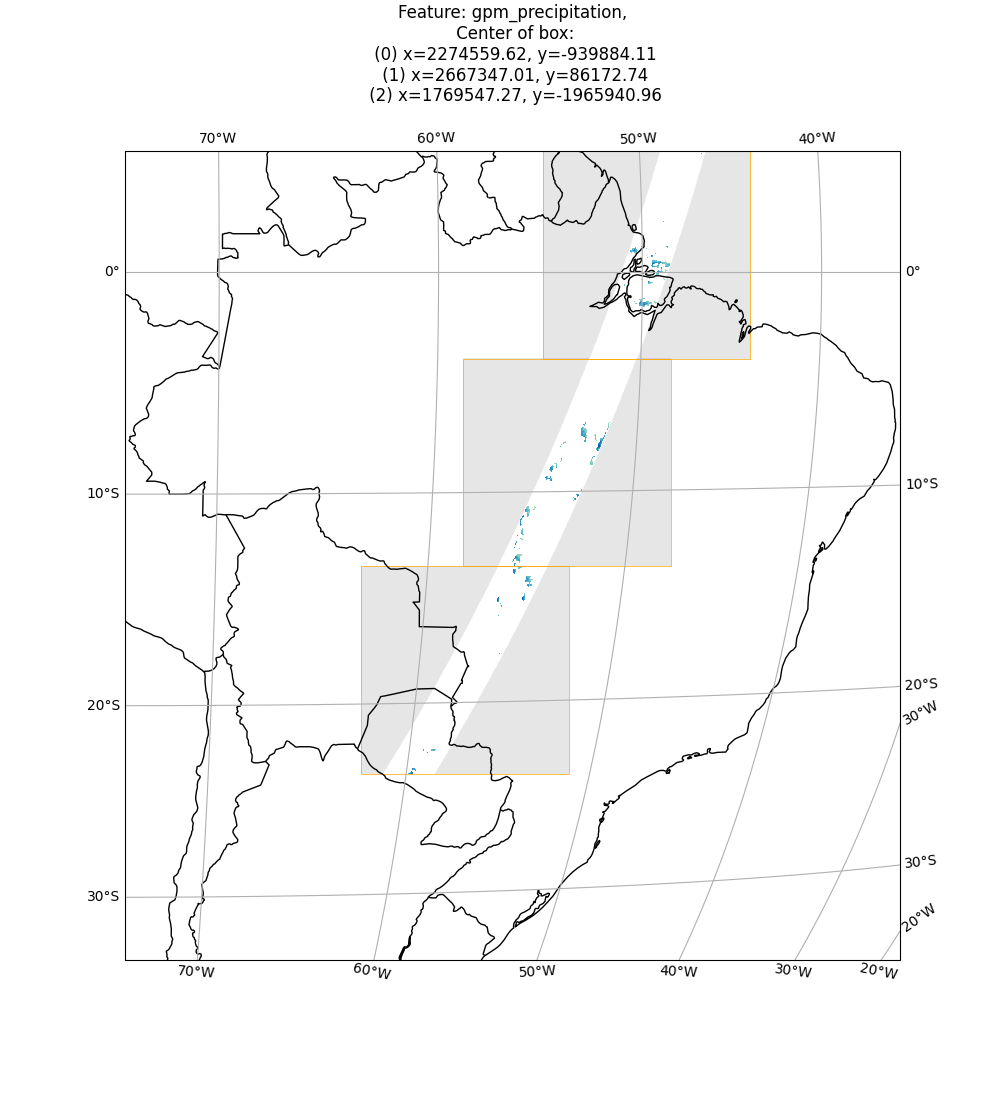 Feature: gpm_precipitation,
Center of box:
(0) x=2274559.62, y=-939884.11
(1) x=2667347.01, y=86172.74
(2) x=1769547.27, y=-1965940.96
70°W 60°W 50°W 40°W
0° 0°
10°S 10°S
20°S 20°S
30°W
30°S 30°S
20°W
70°W 60°W 50°W 40°W 30°W 20°W